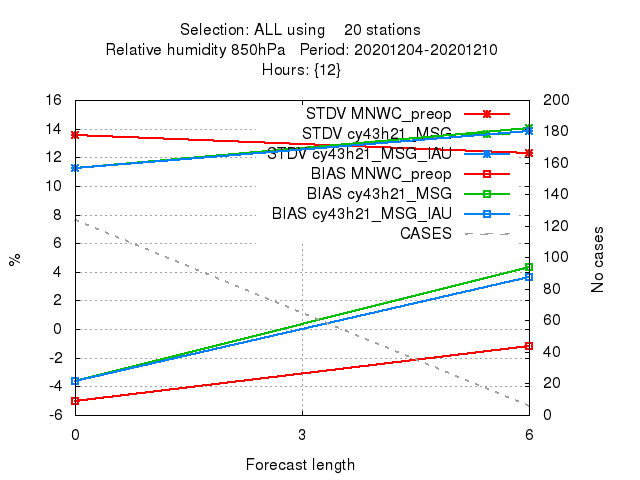 Selection: ALL using 20 stations
Relative humidity 850hPa Period: 20201204-20201210
Hours: {12}
16 200
14 180
12 160
10 140
8 120
6 100
4 80
2 60
0 40
-2 20
-4 0
-6
STDV MNWC_preop
STDV cy43h21_MSG
STDV cy43h21_MSG_IAU
BIAS MNWC_preop
BIAS cy43h21_MSG
BIAS cy43h21_MSG_IAU
CASES
%
No cases
0 3 6
Forecast length